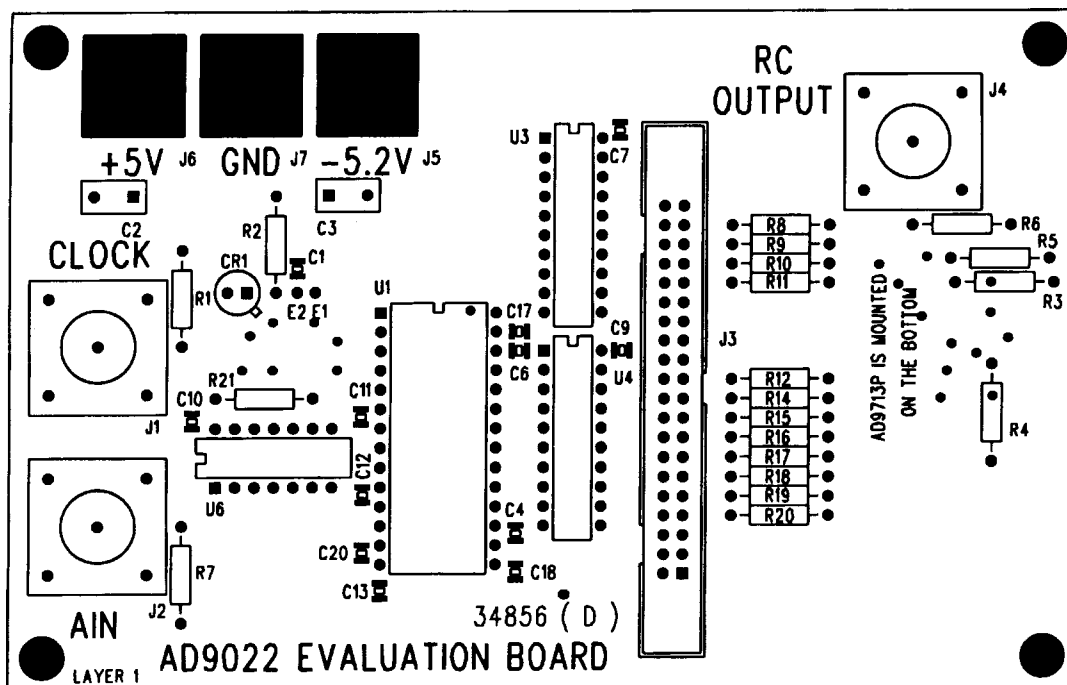 RC
OUTPUT
J4
+5V J6 GND J7 -5.2V J5
U3
C7
C2
C3
R2
C1
CR1
CLOCK
R1
E2 E1
U1
C17
C6
C9
U4
J3
R8
R9
R10
R11
R6
R5
R3
AD9713P IS MOUNTED
ON THE BOTTOM
R12
R14
R15
R16
R17
R18
R19
R20
R4
R21
C10
C11
J1
C12
U6
C4
C20
C13
C18
R7
J2
AIN
34856 ( D )
LAYER 1
AD9022 EVALUATION BOARD